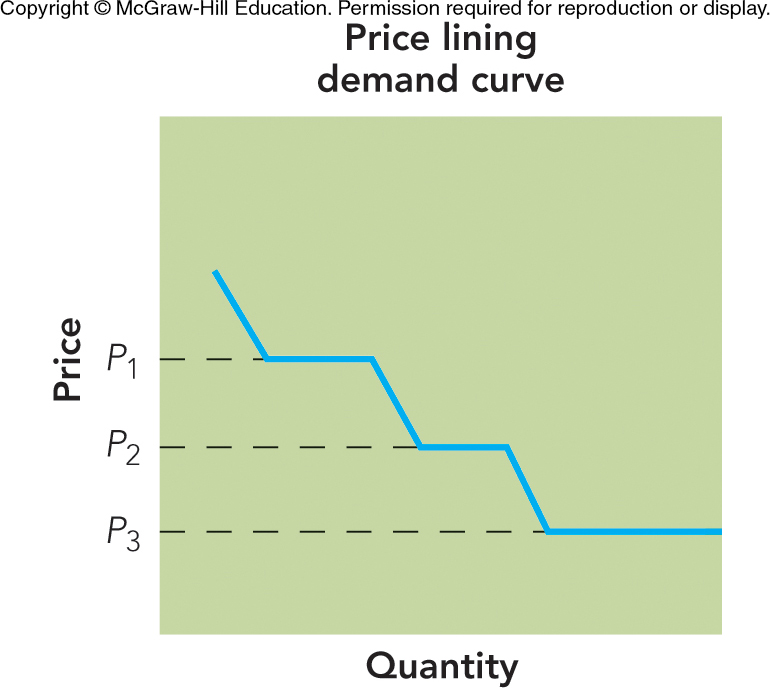 Copyright © McGraw-Hill Education. Permission required for reproduction or display.
Price lining
demand curve
Price
P1
P2
P3
Quantity